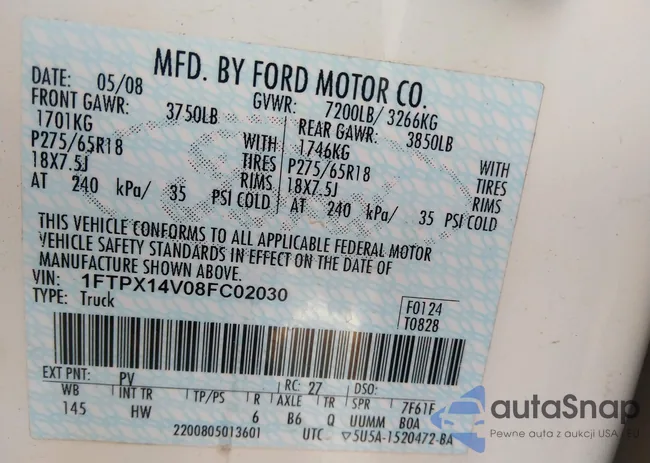 MFD. BY FORD MOTOR CO.
DATE: 05/08 GVWR: 7200LB/ 3266KG
FRONT GAWR: 3750LB REAR GAWR: 3850LB
1701KG WITH 1746KG WITH
P275/65R18 TIRES P275/65R18 TIRES
18X7.5J RIMS 18X7.5J RIMS
AT 240 kPa/ 35 PSI COLD AT 240 kPa/ 35 PSI COLD
THIS VEHICLE CONFORMS TO ALL APPLICABLE FEDERAL MOTOR
VEHICLE SAFETY STANDARDS IN EFFECT ON THE DATE OF
MANUFACTURE SHOWN ABOVE.
VIN: 1FTPX14V08FC02030
TYPE: Truck
F0124
T0828
EXT PNT: PV RC: 27 DSO:
WB INT TR TP/PS R AXLE TR SPR 7F61F
145 HW 6 B6 Q UUMM BOA
2200805013601 UTC 5U5A-1520472-BA
autaSnap
Pewne auta z aukcji USA / EU